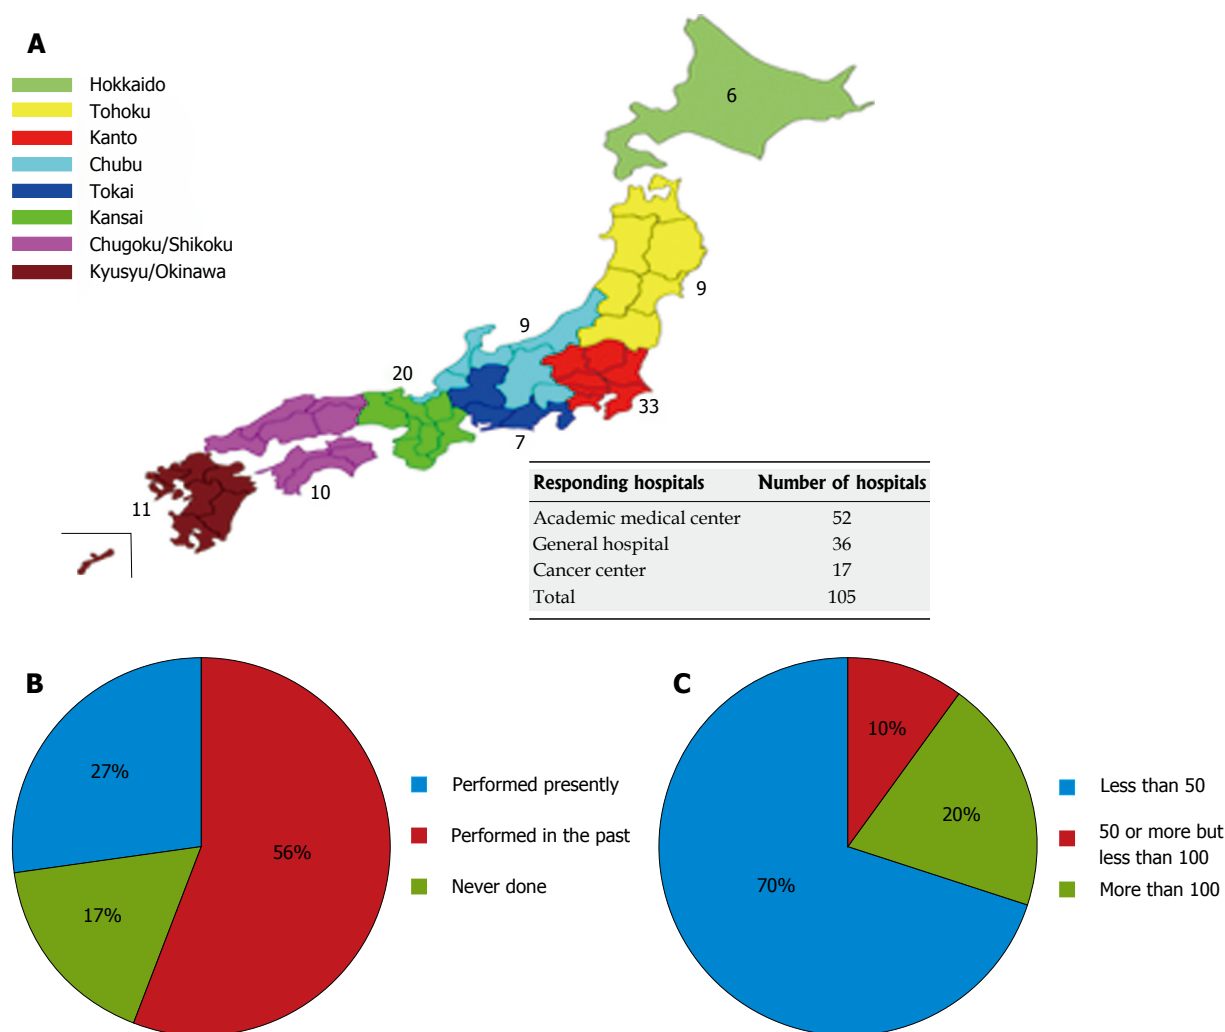 A
Hokkaido
Tohoku
Kanto
Chubu
Tokai
Kansai
Chugoku/Shikoku
Kyusyu/Okinawa
6
9
9
20
33
7
10
11
Responding hospitals Number of hospitals
Academic medical center 52
General hospital 36
Cancer center 17
Total 105
B
27%
56%
17%
Performed presently
Performed in the past
Never done
C
10%
20%
70%
Less than 50
50 or more but
less than 100
More than 100